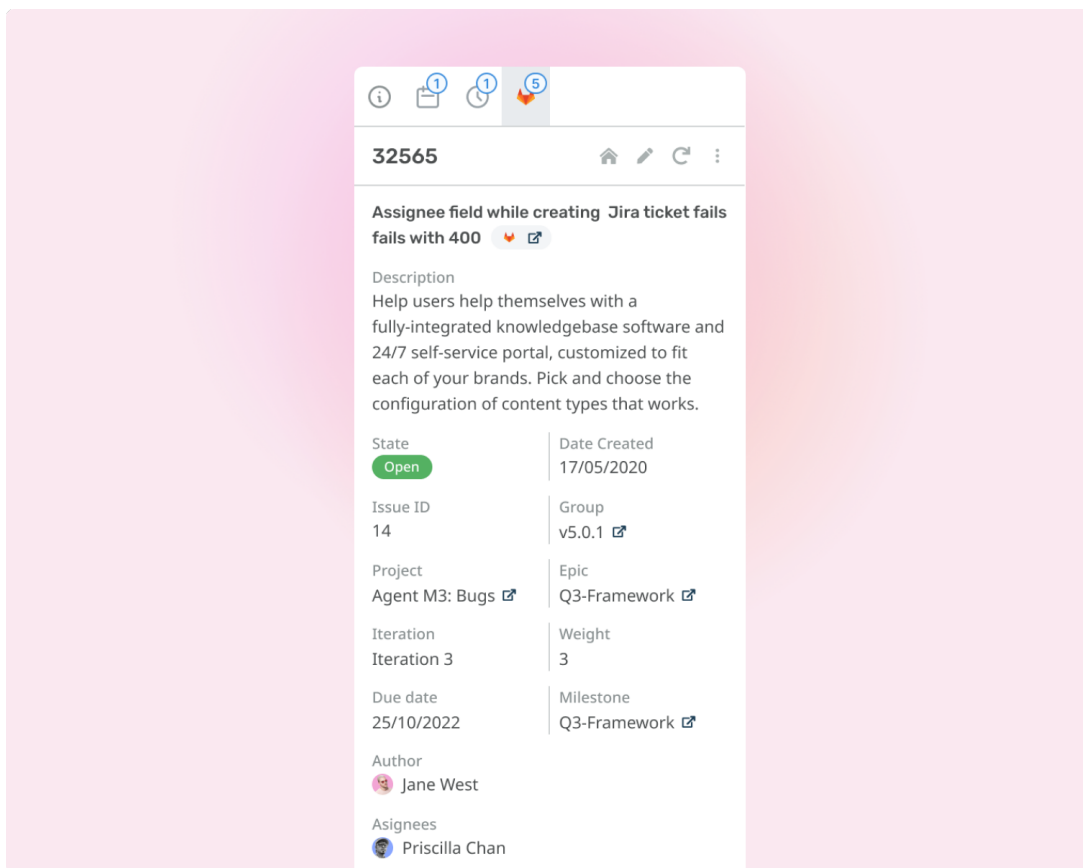 1
1
5
32565
Assignee field while creating  Jira ticket fails
fails with 400
Description
Help users help themselves with a
fully-integrated knowledgebase software and
24/7 self-service portal, customized to fit
each of your brands. Pick and choose the
configuration of content types that works.
State
Open
Date Created
17/05/2020
Issue ID
14
Group
v5.0.1
Project
Agent M3: Bugs
Epic
Q3-Framework
Iteration
Iteration 3
Weight
3
Due date
25/10/2022
Milestone
Q3-Framework
Author
Jane West
Asignees
Priscilla Chan